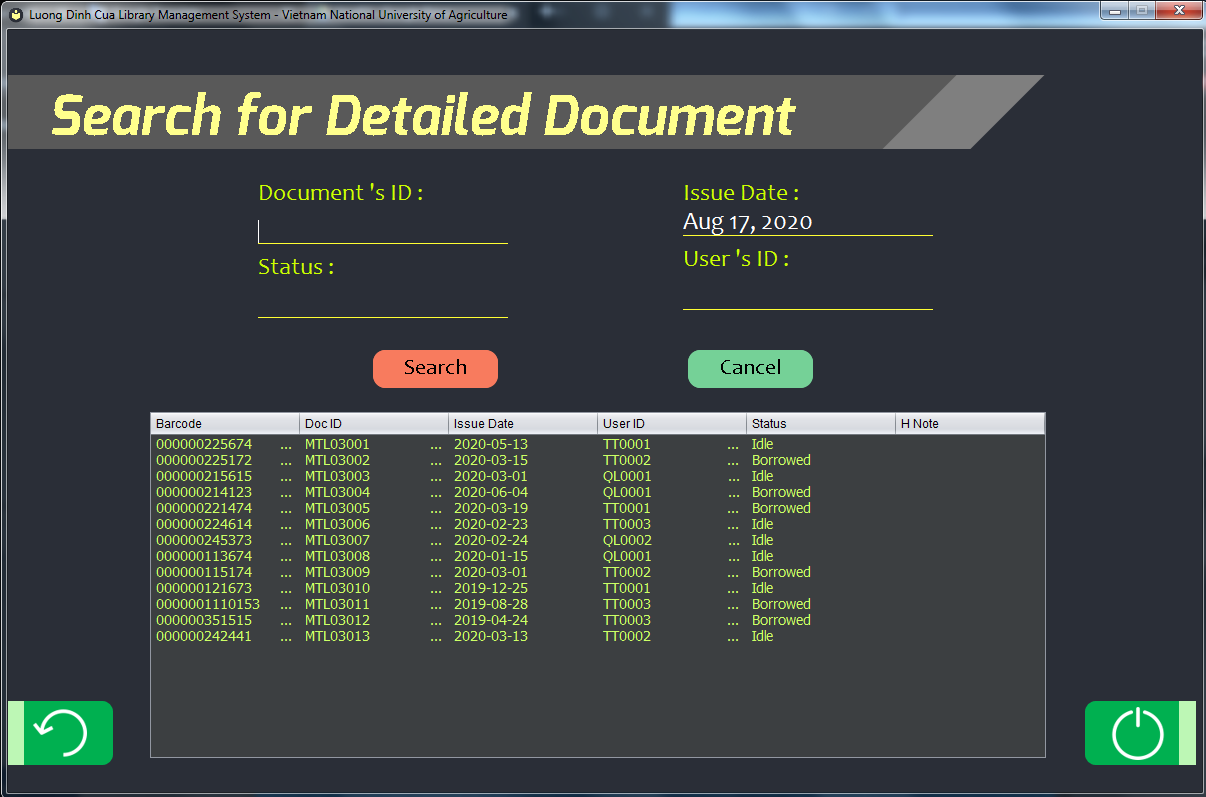 Luong Dinh Cua Library Management System - Vietnam National University of Agriculture
Search for Detailed Document
Document 's ID :
Issue Date :
Aug 17, 2020
Status :
User 's ID :
Search
Cancel
Barcode Doc ID Issue Date User ID Status H Note
000000225674 ... MTL03001 ... 2020-05-13 TT0001 ... Idle
000000225172 ... MTL03002 ... 2020-03-15 TT0002 ... Borrowed
000000215615 ... MTL03003 ... 2020-03-01 QL0001 ... Idle
000000214123 ... MTL03004 ... 2020-06-04 QL0001 ... Borrowed
000000221474 ... MTL03005 ... 2020-03-19 TT0001 ... Borrowed
000000224614 ... MTL03006 ... 2020-02-23 TT0003 ... Idle
000000245373 ... MTL03007 ... 2020-02-24 QL0002 ... Idle
000000113674 ... MTL03008 ... 2020-01-15 QL0001 ... Idle
000000115174 ... MTL03009 ... 2020-03-01 TT0002 ... Borrowed
000000121673 ... MTL03010 ... 2019-12-25 TT0001 ... Idle
0000001110153 ... MTL03011 ... 2019-08-28 TT0003 ... Borrowed
000000351515 ... MTL03012 ... 2019-04-24 TT0003 ... Borrowed
000000242441 ... MTL03013 ... 2020-03-13 TT0002 ... Idle